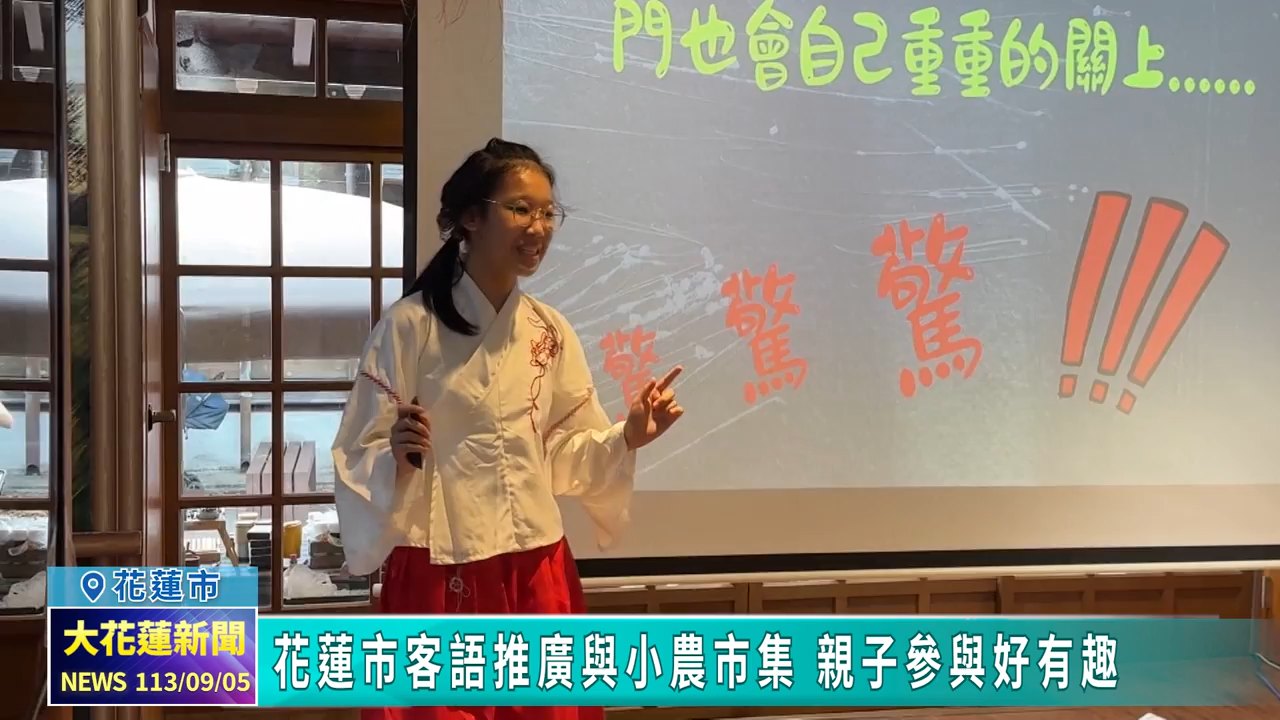 門也會自己重重的關上......
驚 驚 驚 !!!
花蓮市
大花蓮新聞
NEWS 113/09/05
花蓮市客語推廣與小農市集 親子參與好有趣